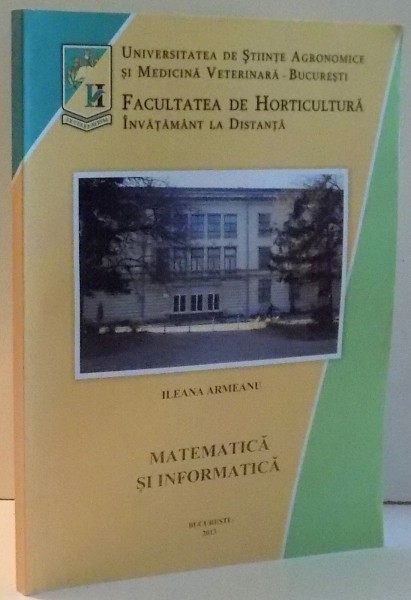 Universitatea de Științe Agronomice
și Medicină Veterinară - București
Facultatea de Horticultură
Învățământ la Distanță
ILEANA ARMEANU
MATEMATICĂ
ȘI INFORMATICĂ
BUCUREȘTI